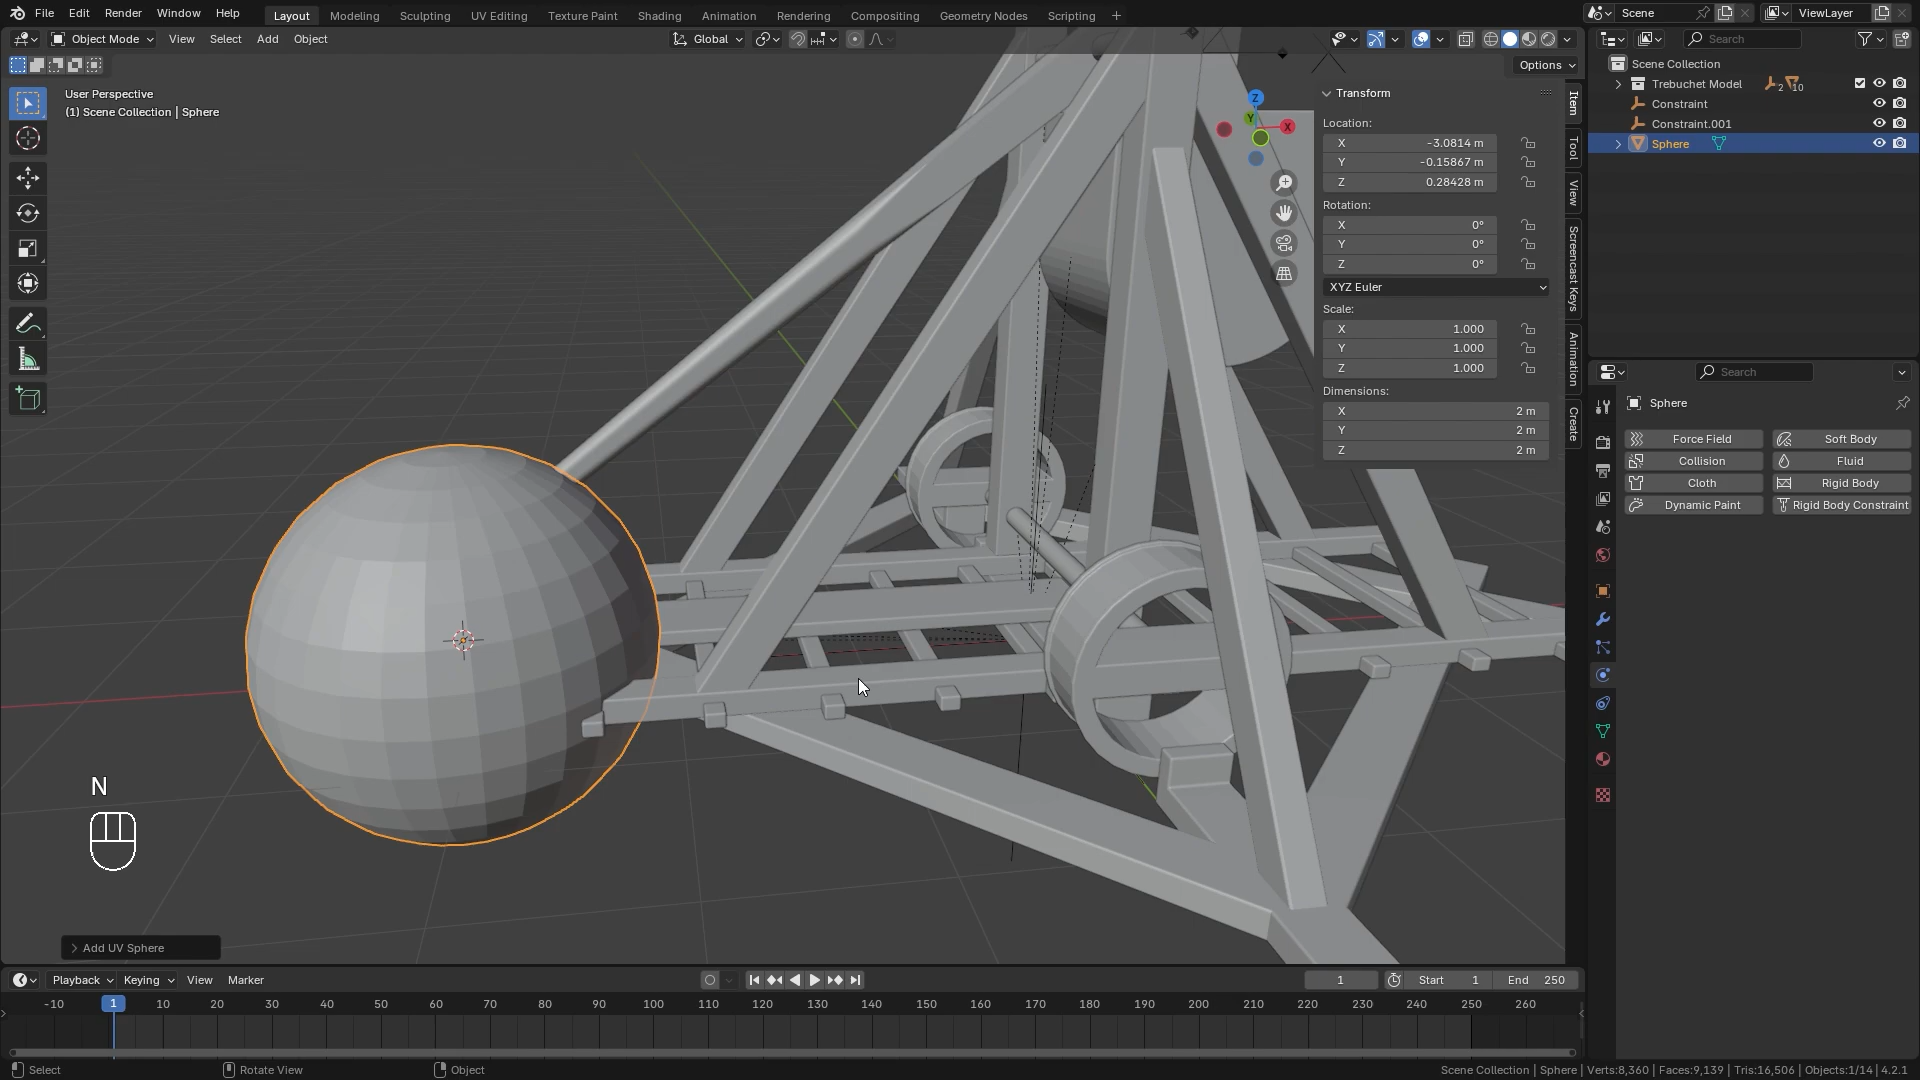 File Edit Render Window Help Layout Modeling Sculpting UV Editing Texture Paint Shading Animation Rendering Compositing Geometry Nodes Scripting + Scene ViewLayer
Object Mode View Select Add Object Global Search
Options
User Perspective
(1) Scene Collection | Sphere
Z
Y
X
Transform
Location:
X -3.0814 m
Y -0.15867 m
Z 0.28428 m
Rotation:
X 0°
Y 0°
Z 0°
XYZ Euler
Scale:
X 1.000
Y 1.000
Z 1.000
Dimensions:
X 2 m
Y 2 m
Z 2 m
Item
Tool
View
Screencast Keys
Animation
Create
Scene Collection
Trebuchet Model 2 10
Constraint
Constraint.001
Sphere
Search
Sphere
Force Field Soft Body
Collision Fluid
Cloth Rigid Body
Dynamic Paint Rigid Body Constraint
N
Add UV Sphere
Playback Keying View Marker 1 Start 1 End 250
-10 1 10 20 30 40 50 60 70 80 90 100 110 120 130 140 150 160 170 180 190 200 210 220 230 240 250 260
Select Rotate View Object Scene Collection | Sphere | Verts:8,360 | Faces:9,139 | Tris:16,506 | Objects:1/14 | 4.2.1